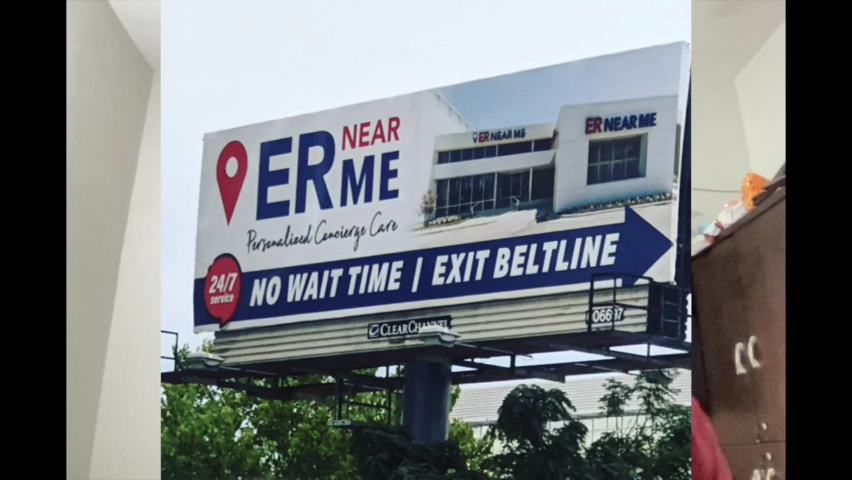 ER NEAR ME
Personalized Concierge Care
ER NEAR ME
ER NEAR ME
24/7 service
NO WAIT TIME | EXIT BELTLINE
CLEAR CHANNEL